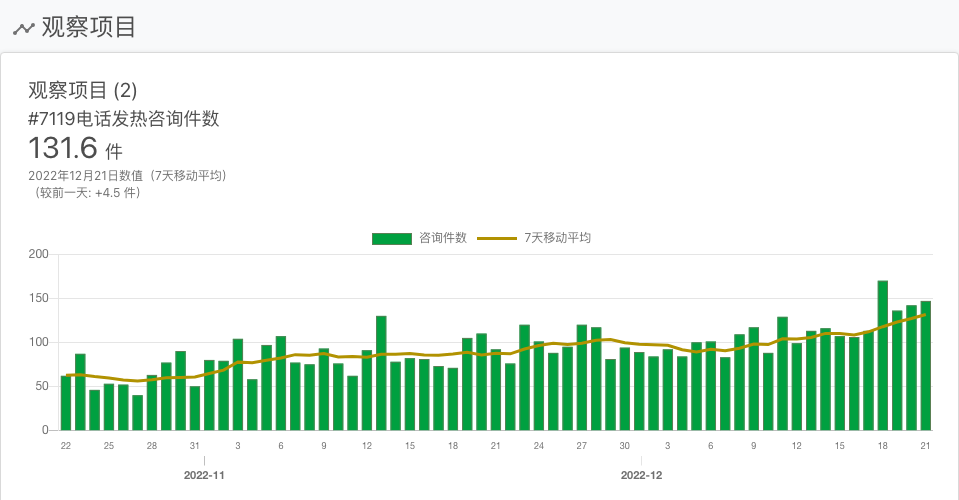 观察项目
观察项目 (2)
#7119电话发热咨询件数
131.6 件
2022年12月21日数值（7天移动平均）
（较前一天: +4.5 件）
咨询件数 7天移动平均
200
150
100
50
0
22 25 28 31 3 6 9 12 15 18 21 24 27 30 3 6 9 12 15 18 21
2022-11 2022-12